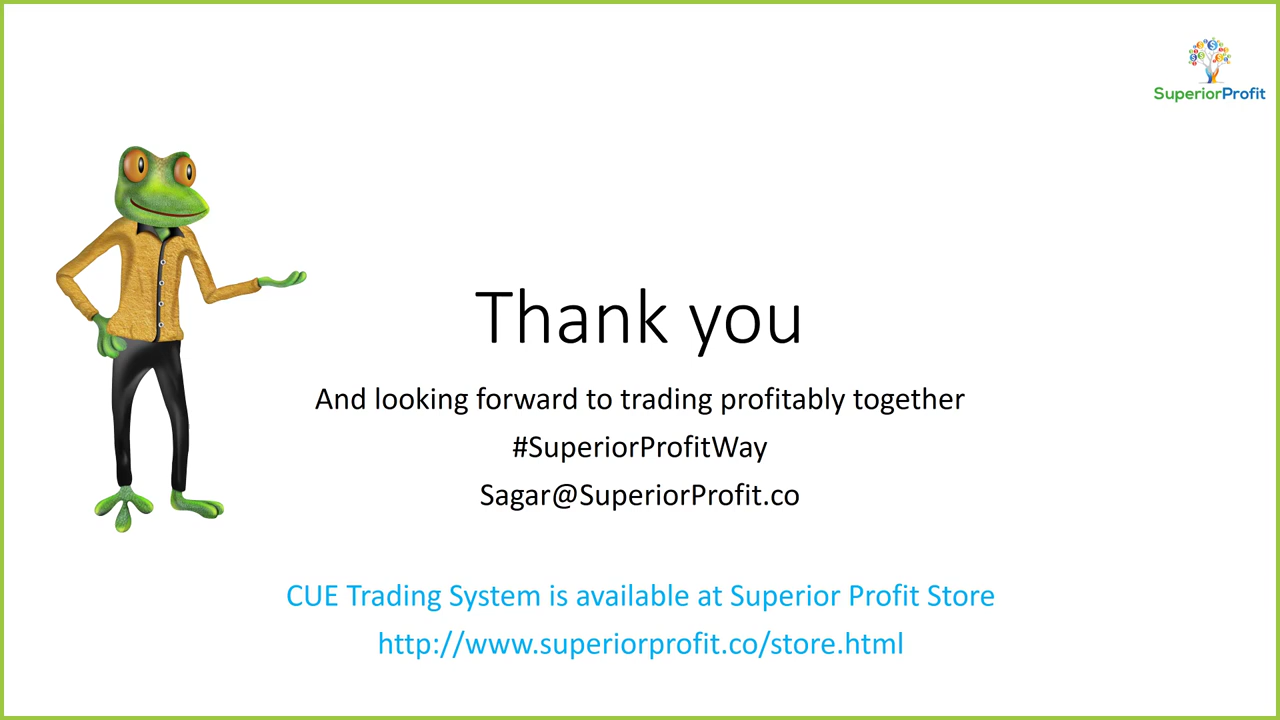 SuperiorProfit
Thank you
And looking forward to trading profitably together
#SuperiorProfitWay
Sagar@SuperiorProfit.co
CUE Trading System is available at Superior Profit Store
http://www.superiorprofit.co/store.html